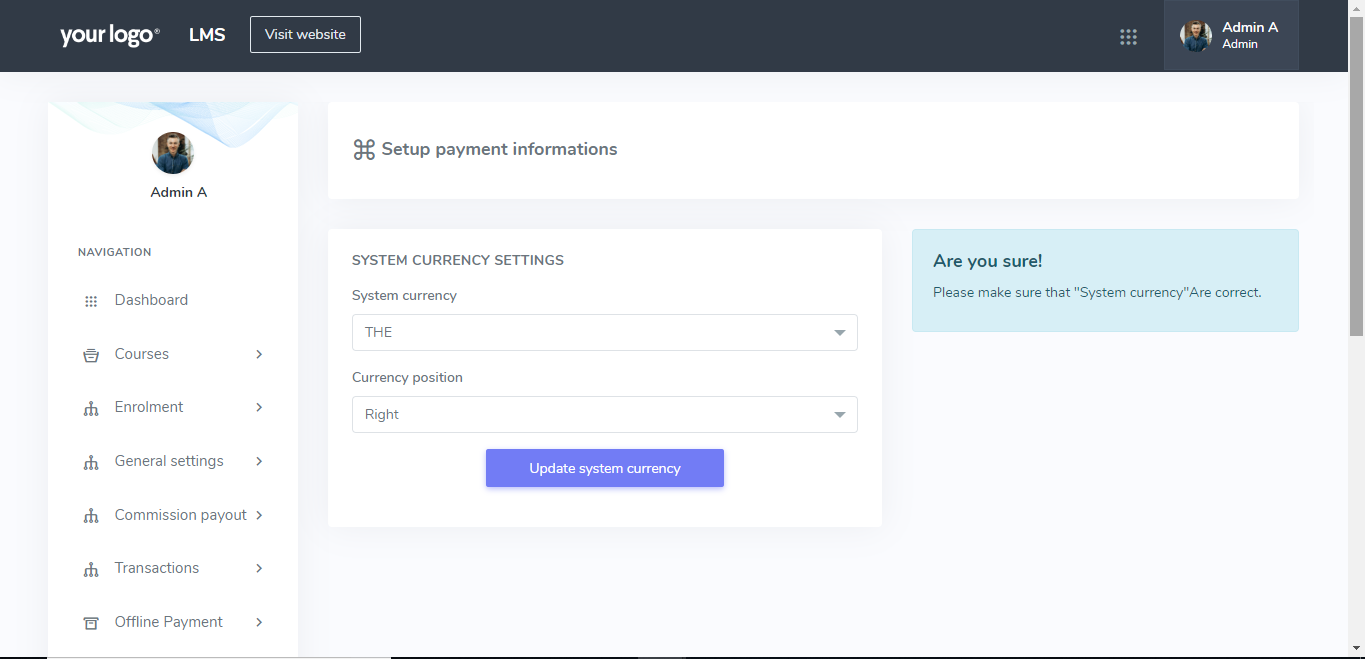 your logo®
LMS
Visit website
Admin A
Admin
Admin A
NAVIGATION
Dashboard
Courses
Enrolment
General settings
Commission payout
Transactions
Offline Payment
Setup payment informations
SYSTEM CURRENCY SETTINGS
System currency
THE
Currency position
Right
Update system currency
Are you sure!
Please make sure that "System currency"Are correct.